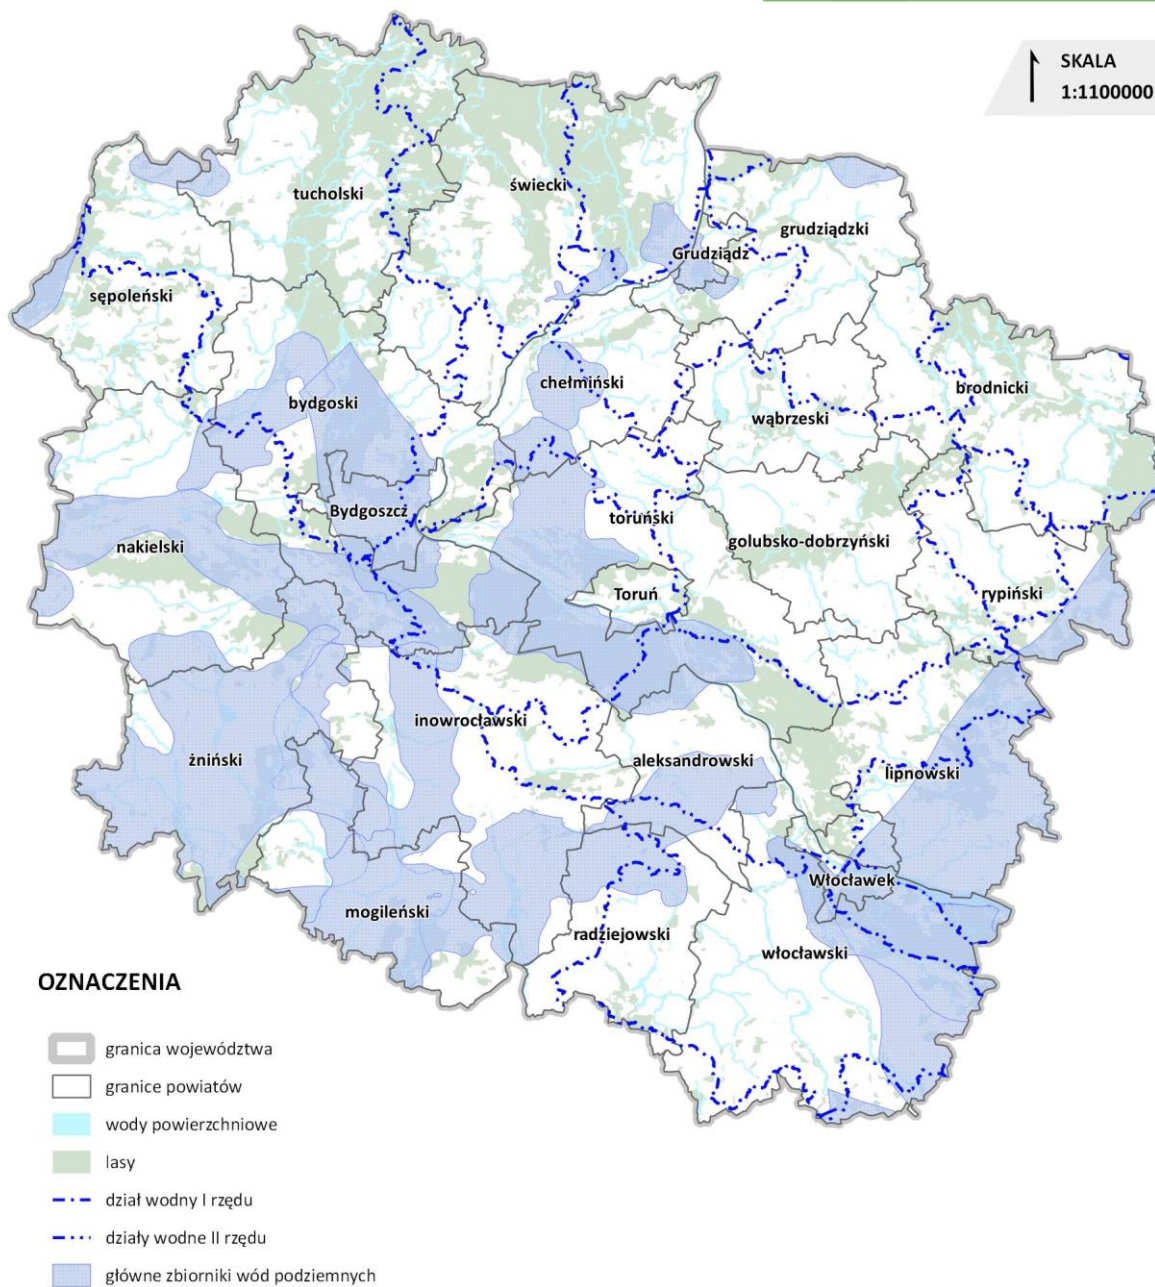 SKALA
1:1100000
tucholski
świecki
Grudziądz
grudziądzki
sępoleński
bydgoski
chełmiński
wąbrzeski
brodnicki
Bydgoszcz
toruński
nakielski
golubsko-dobrzyński
Toruń
rypiński
inowrocławski
żniński
aleksandrowski
lipnowski
Włocławek
mogileński
radziejowski
włocławski
OZNACZENIA
granica województwa
granice powiatów
wody powierzchniowe
lasy
dział wodny I rzędu
działy wodne II rzędu
główne zbiorniki wód podziemnych